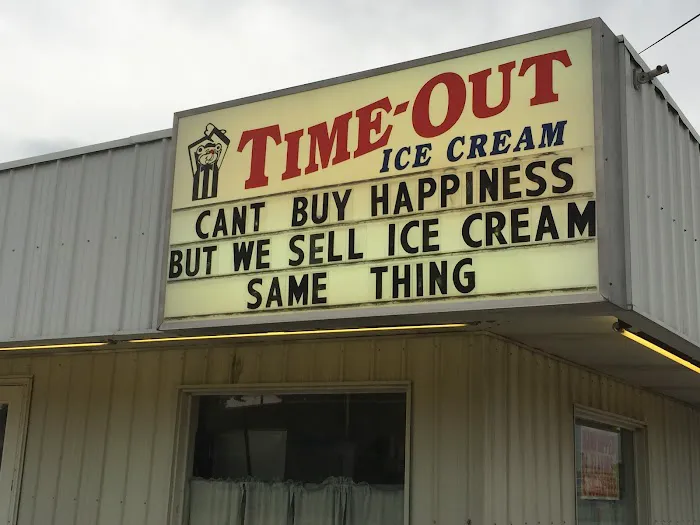 TIME-OUT
ICE CREAM
CANT BUY HAPPINESS
BUT WE SELL ICE CREAM
SAME THING